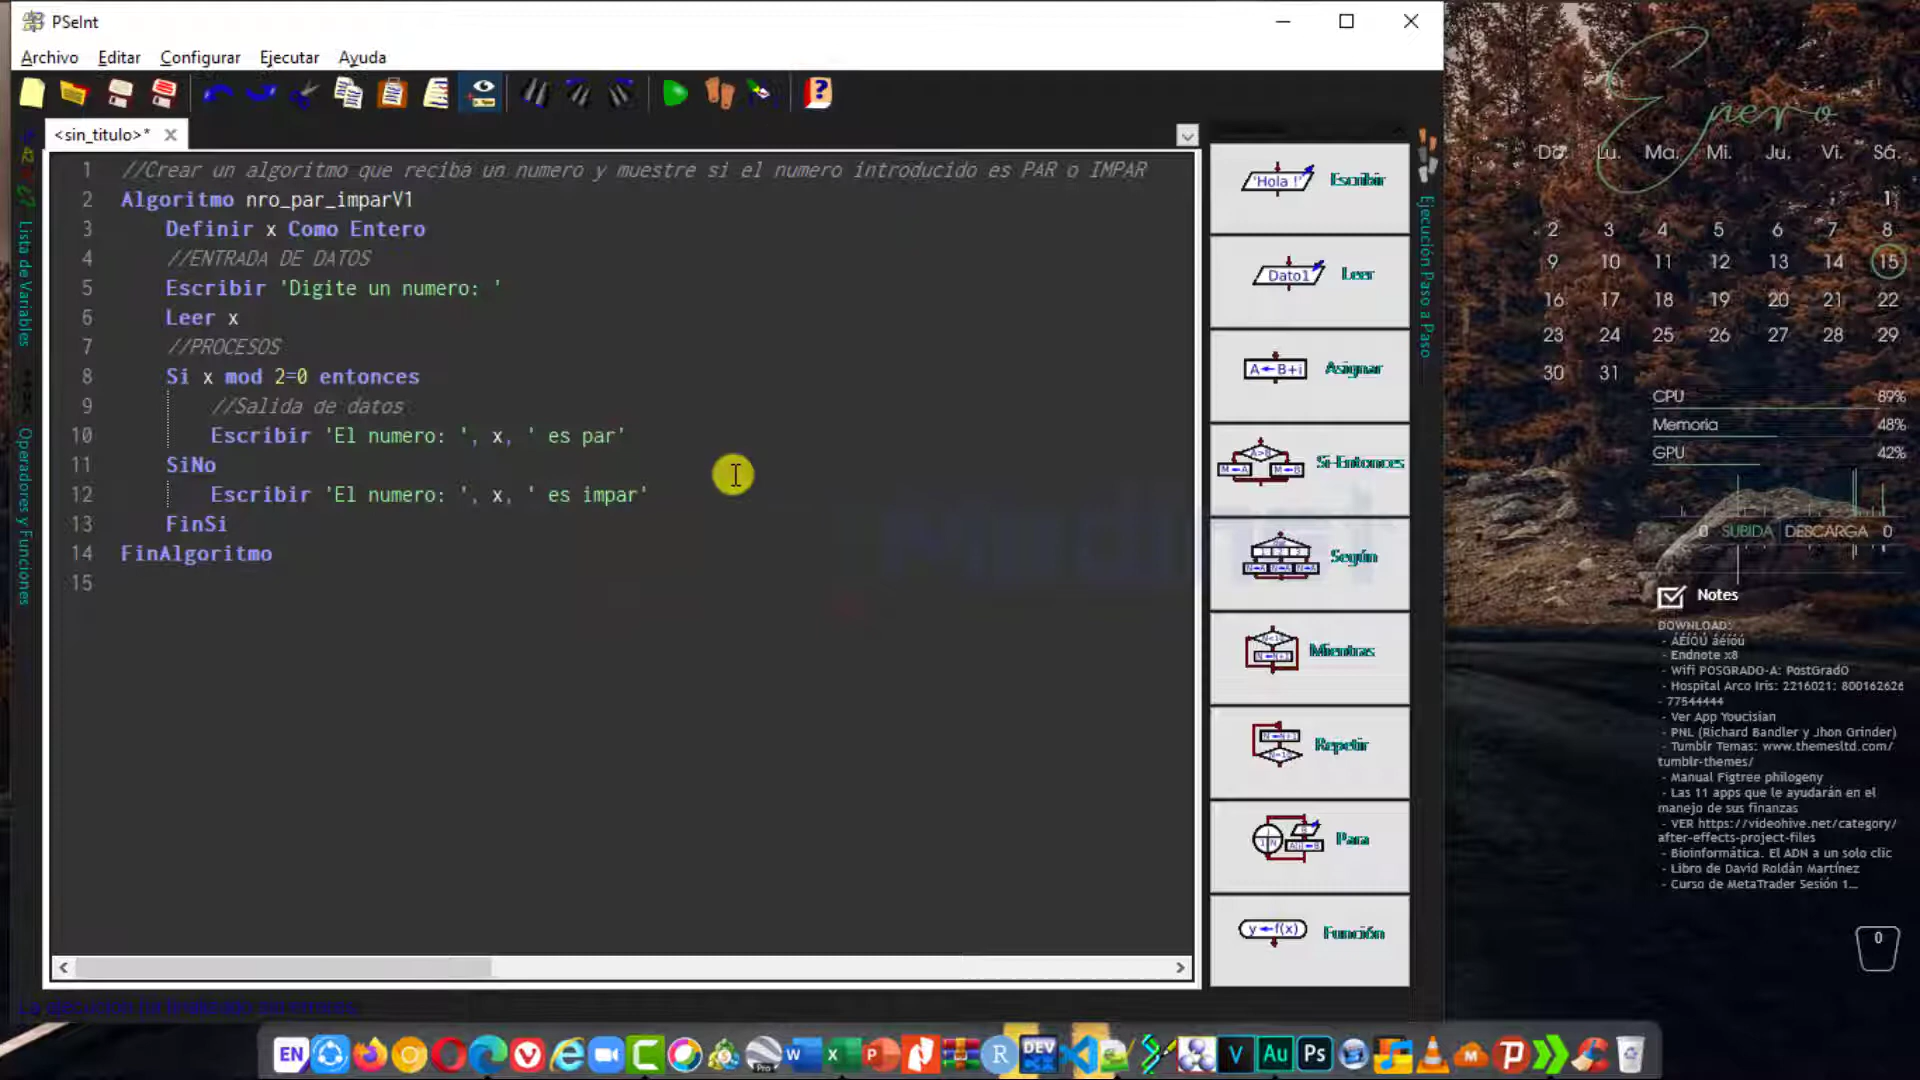 PSeInt
Archivo Editar Configurar Ejecutar Ayuda
<sin_titulo>*
1 //Crear un algoritmo que reciba un numero y muestre si el numero introducido es PAR o IMPAR
2 Algoritmo nro_par_imparV1
3 Definir x Como Entero
4 //ENTRADA DE DATOS
5 Escribir 'Digite un numero: '
6 Leer x
7 //PROCESOS
8 Si x mod 2=0 entonces
9 //Salida de datos
10 Escribir 'El numero: ', x, ' es par'
11 SiNo
12 Escribir 'El numero: ', x, ' es impar'
13 FinSi
14 FinAlgoritmo
15
Lista de Variables
Operadores y Funciones
'Hola !' Escribir
Dato1 Leer
A←B+i Asignar
A>B Si-Entonces
Según
Mientras
Repetir
Para
y←f(x) Función
Ejecución Paso a Paso
La ejecución ha finalizado sin errores.
Enero
Do. Lu. Ma. Mi. Ju. Vi. Sá.
1
2 3 4 5 6 7 8
9 10 11 12 13 14 15
16 17 18 19 20 21 22
23 24 25 26 27 28 29
30 31
CPU 89%
Memoria 48%
GPU 42%
0 SUBIDA DESCARGA 0
Notes
DOWNLOAD:
- ÁÉÍÓÚ áéíóú
- Endnote x8
- Wifi POSGRADO-A: PostGradO
- Hospital Arco Iris: 2216021: 800162626
- 77544444
- Ver App Youcisian
- PNL (Richard Bandler y Jhon Grinder)
- Tumblr Temas: www.themesltd.com/
tumblr-themes/
- Manual Figtree philogeny
- Las 11 apps que le ayudarán en el
manejo de sus finanzas
- VER https://videohive.net/category/
after-effects-project-files
- Bioinformática. El ADN a un solo clic
- Libro de David Roldán Martínez
- Curso de MetaTrader Sesión 1...
0
EN
Pro
W
X
P
R
DEV
V
Au
Ps